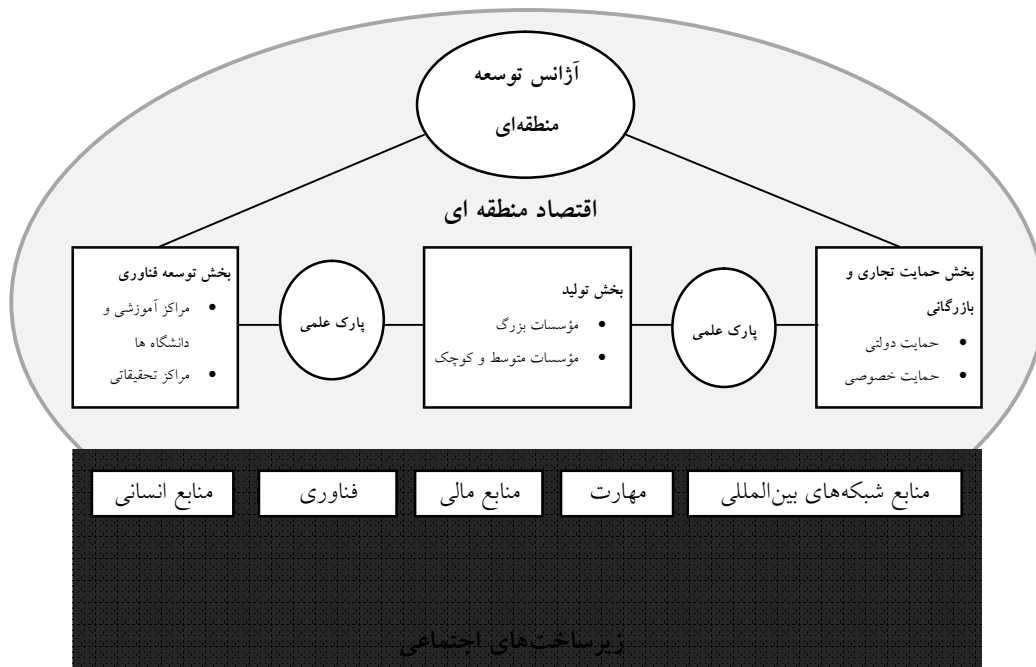 آژانس توسعه
منطقه‌ای
اقتصاد منطقه ای
بخش حمایت تجاری و
بازرگانی
• حمایت دولتی
• حمایت خصوصی
پارک علمی
بخش تولید
• مؤسسات بزرگ
• مؤسسات متوسط و کوچک
پارک علمی
بخش توسعه فناوری
• مراکز آموزشی و
دانشگاه ها
• مراکز تحقیقاتی
منابع شبکه‌های بین‌المللی
مهارت
منابع مالی
فناوری
منابع انسانی
زیرساخت‌های اجتماعی